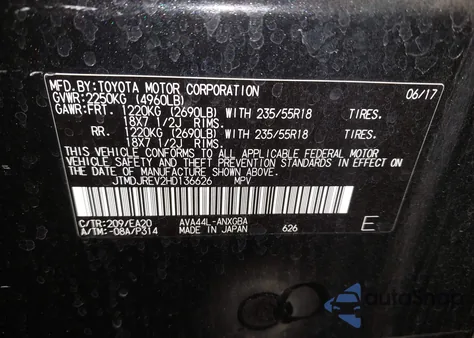 MFD.BY:TOYOTA MOTOR CORPORATION 06/17
GVWR:2250KG (4960LB)
GAWR:FRT. 1220KG (2690LB) WITH 235/55R18 TIRES.
18X7 1/2J RIMS.
RR. 1220KG (2690LB) WITH 235/55R18 TIRES.
18X7 1/2J RIMS.
THIS VEHICLE CONFORMS TO ALL APPLICABLE FEDERAL MOTOR
VEHICLE SAFETY AND THEFT PREVENTION STANDARDS IN EFFECT ON
THE DATE OF MANUFACTURE SHOWN ABOVE.
JTMDJREV2HD136626 MPV
C/TR:209/EA20 AVA44L-ANXGBA
A/TM:-08A/P314 MADE IN JAPAN 626 E
autoShop